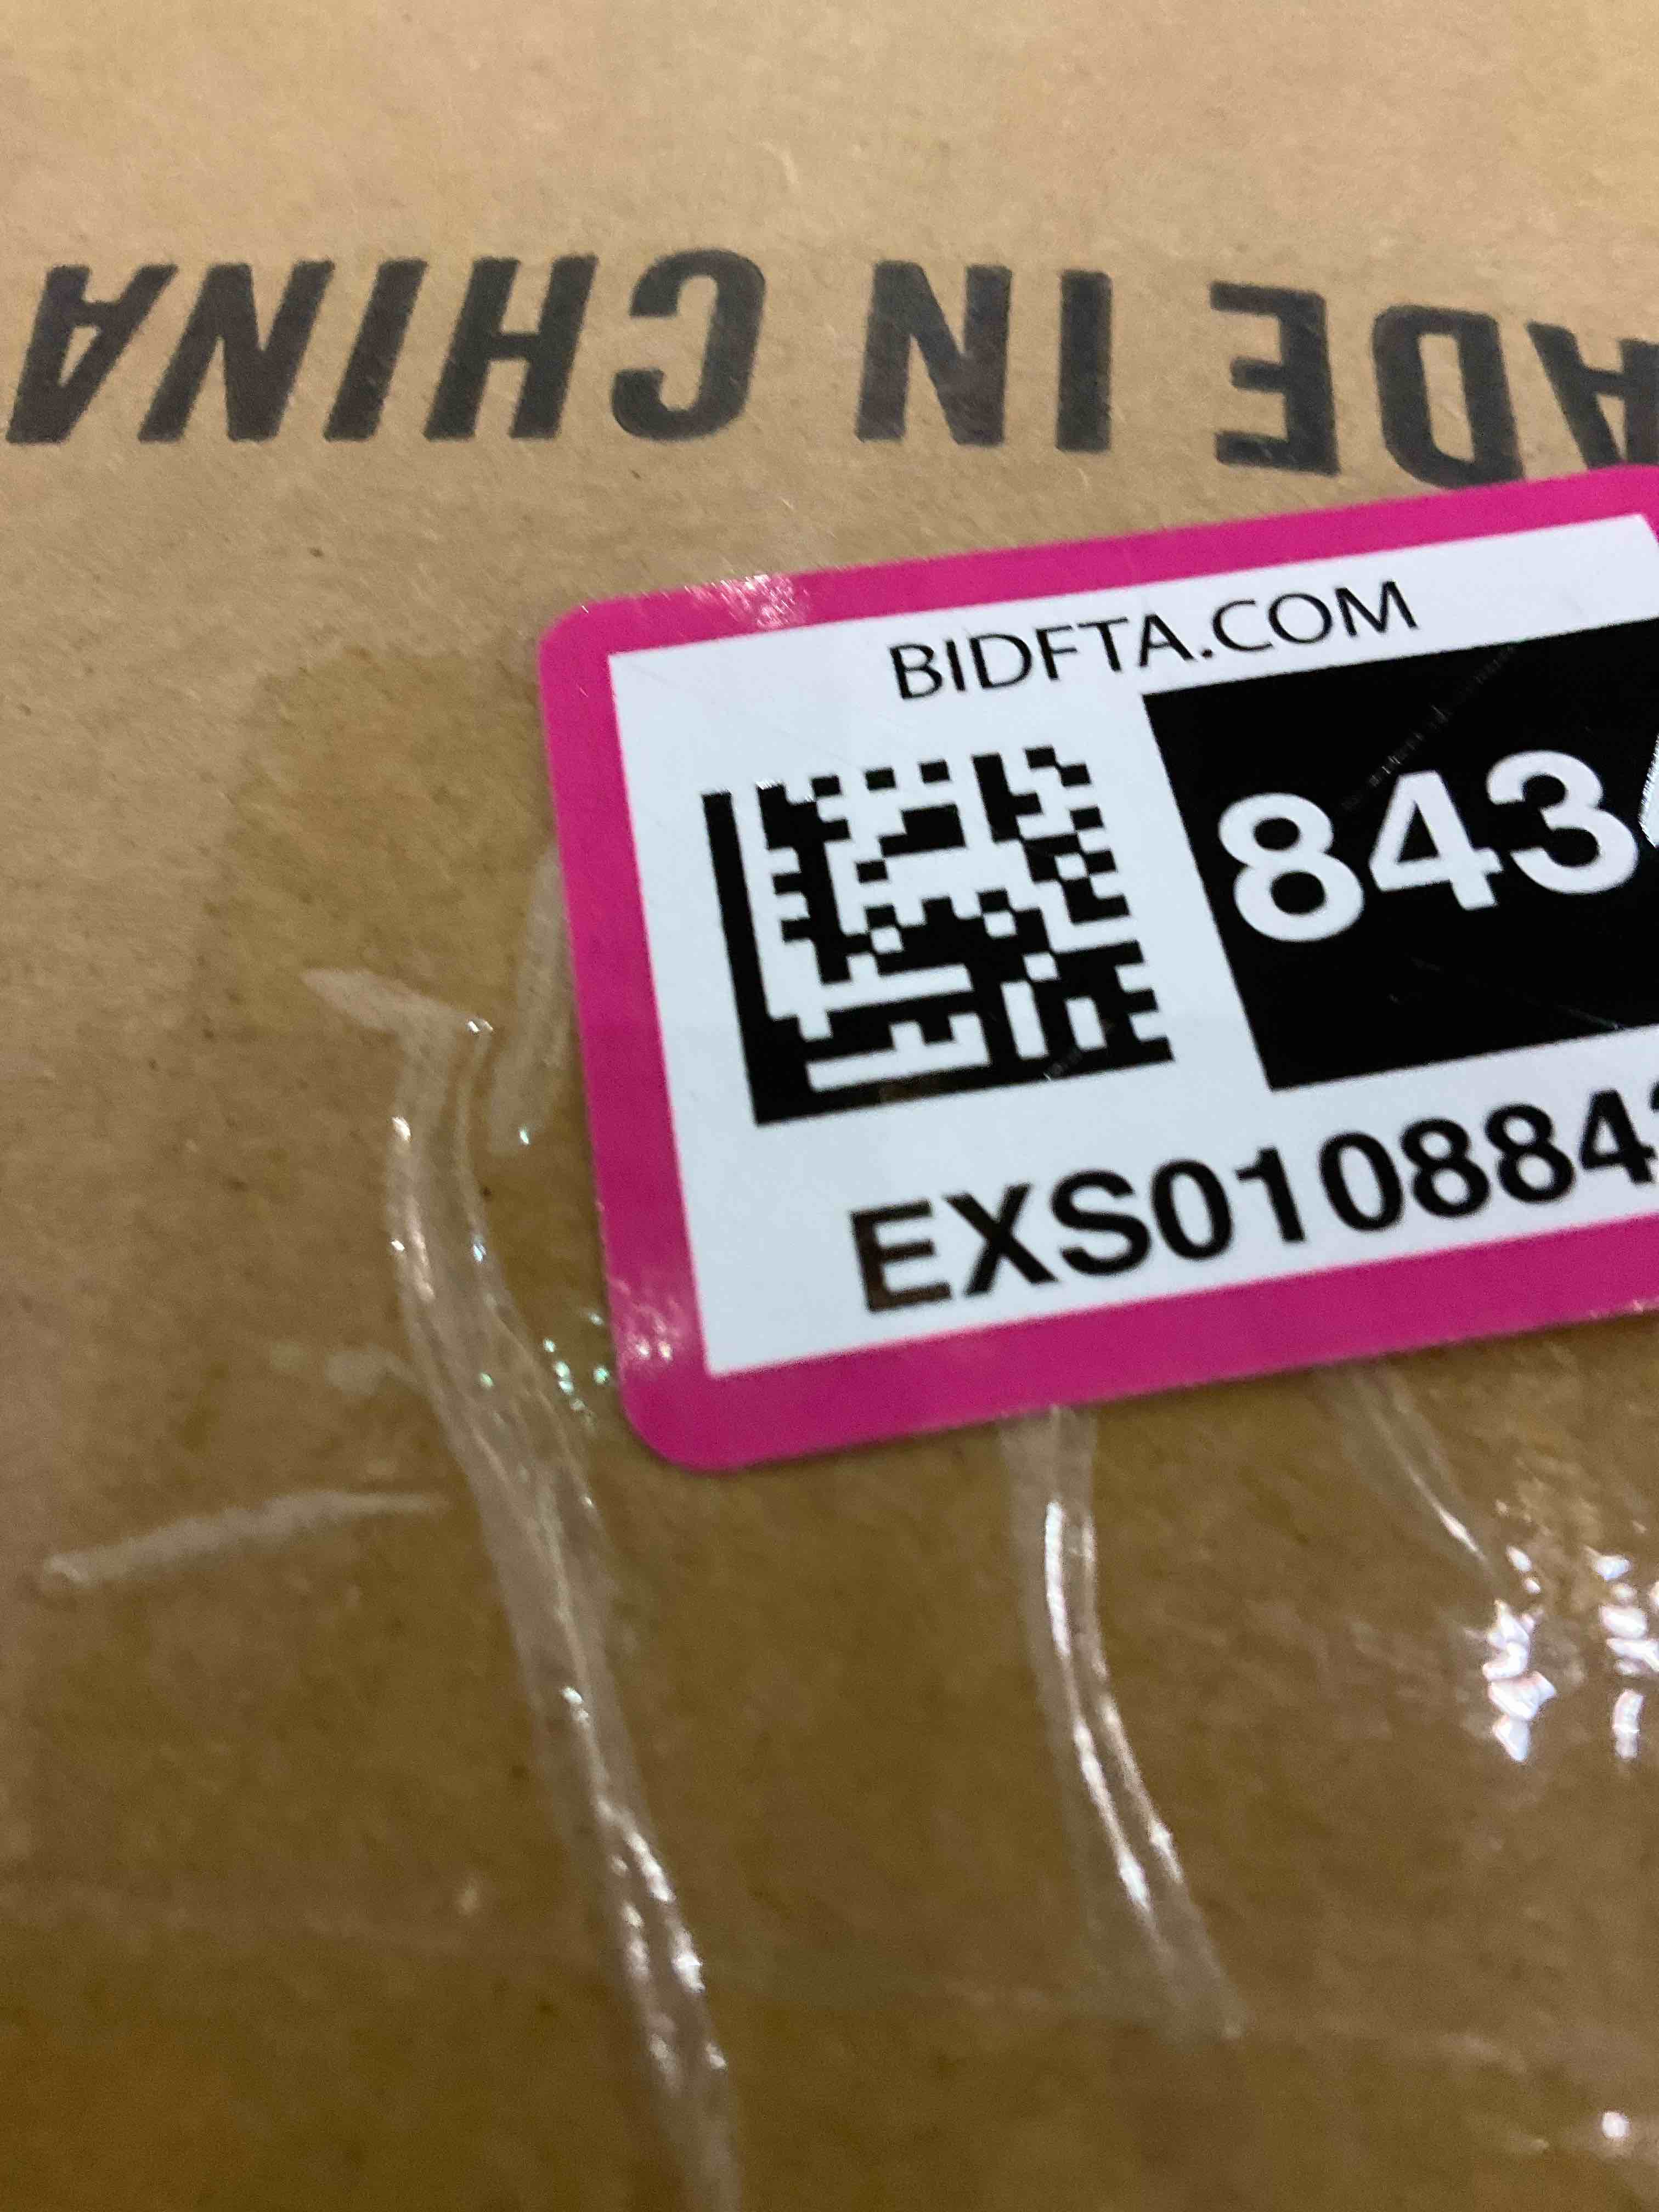 ADE IN CHINA
BIDFTA.COM
843
EXS010884